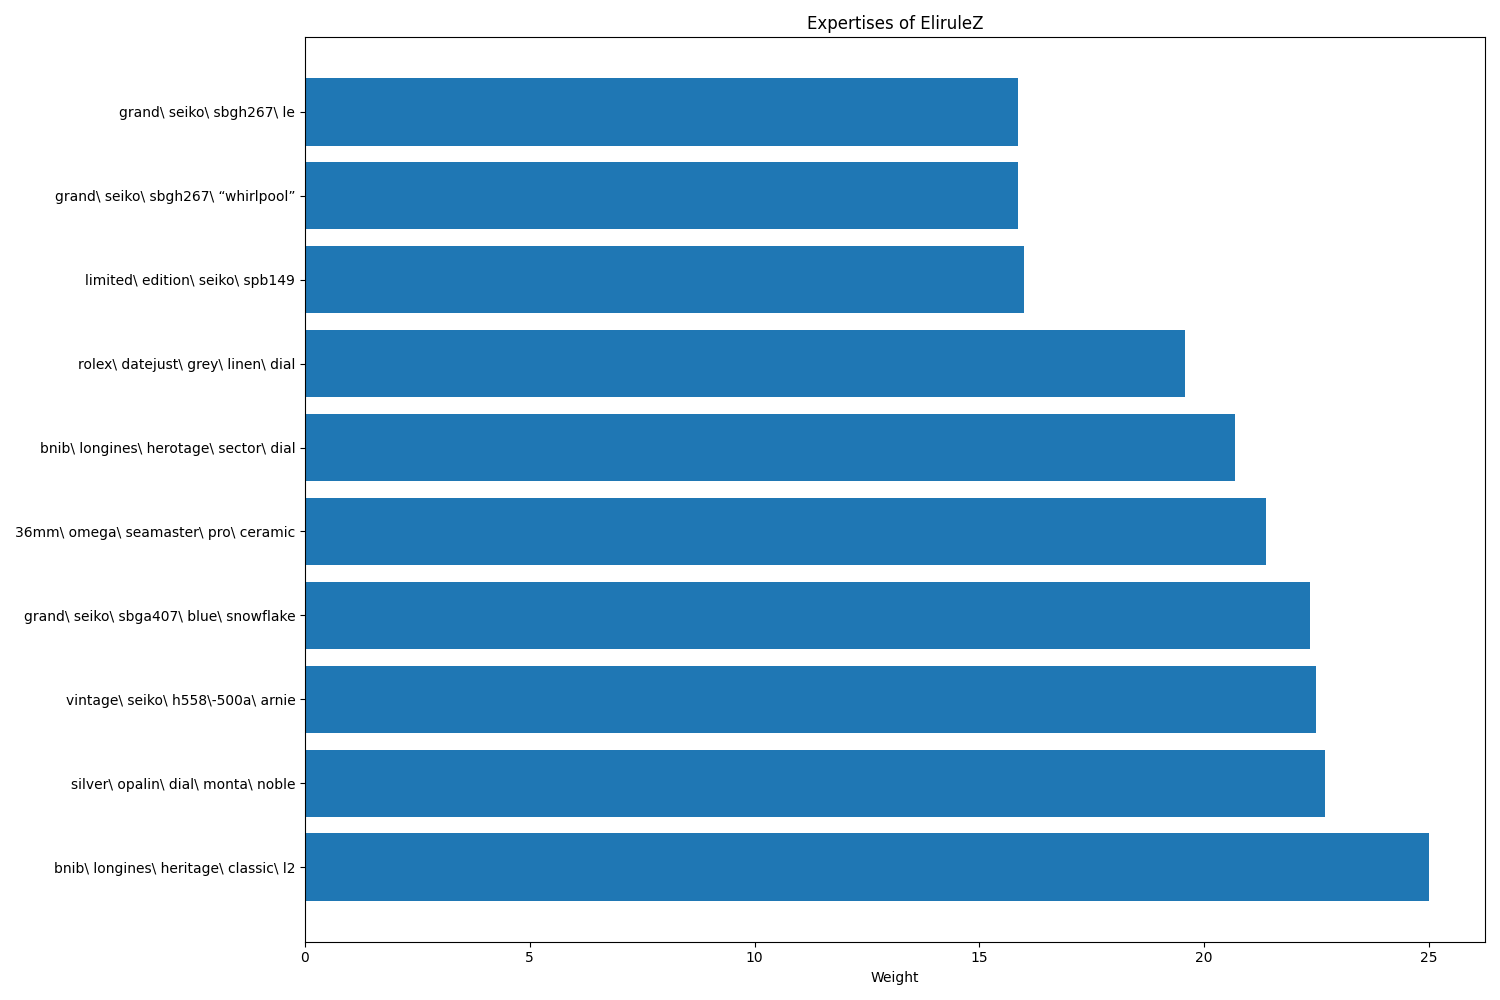 Expertises of EliruleZ
grand\ seiko\ sbgh267\ le
grand\ seiko\ sbgh267\ “whirlpool”
limited\ edition\ seiko\ spb149
rolex\ datejust\ grey\ linen\ dial
bnib\ longines\ herotage\ sector\ dial
36mm\ omega\ seamaster\ pro\ ceramic
grand\ seiko\ sbga407\ blue\ snowflake
vintage\ seiko\ h558\-500a\ arnie
silver\ opalin\ dial\ monta\ noble
bnib\ longines\ heritage\ classic\ l2
0 5 10 15 20 25
Weight